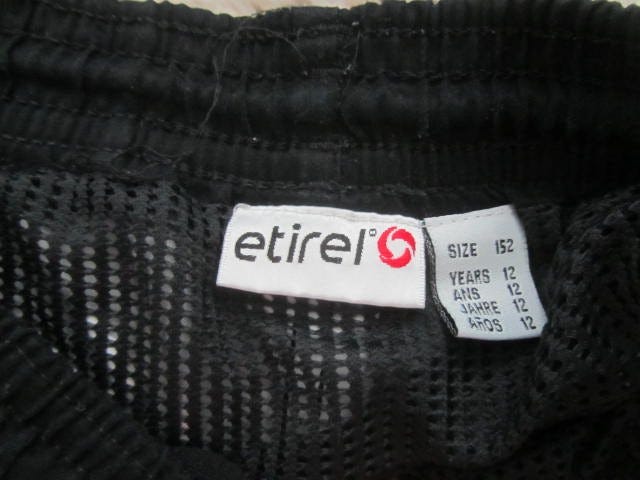 etirel®
SIZE 152
YEARS 12
ANS 12
JAHRE 12
AÑOS 12